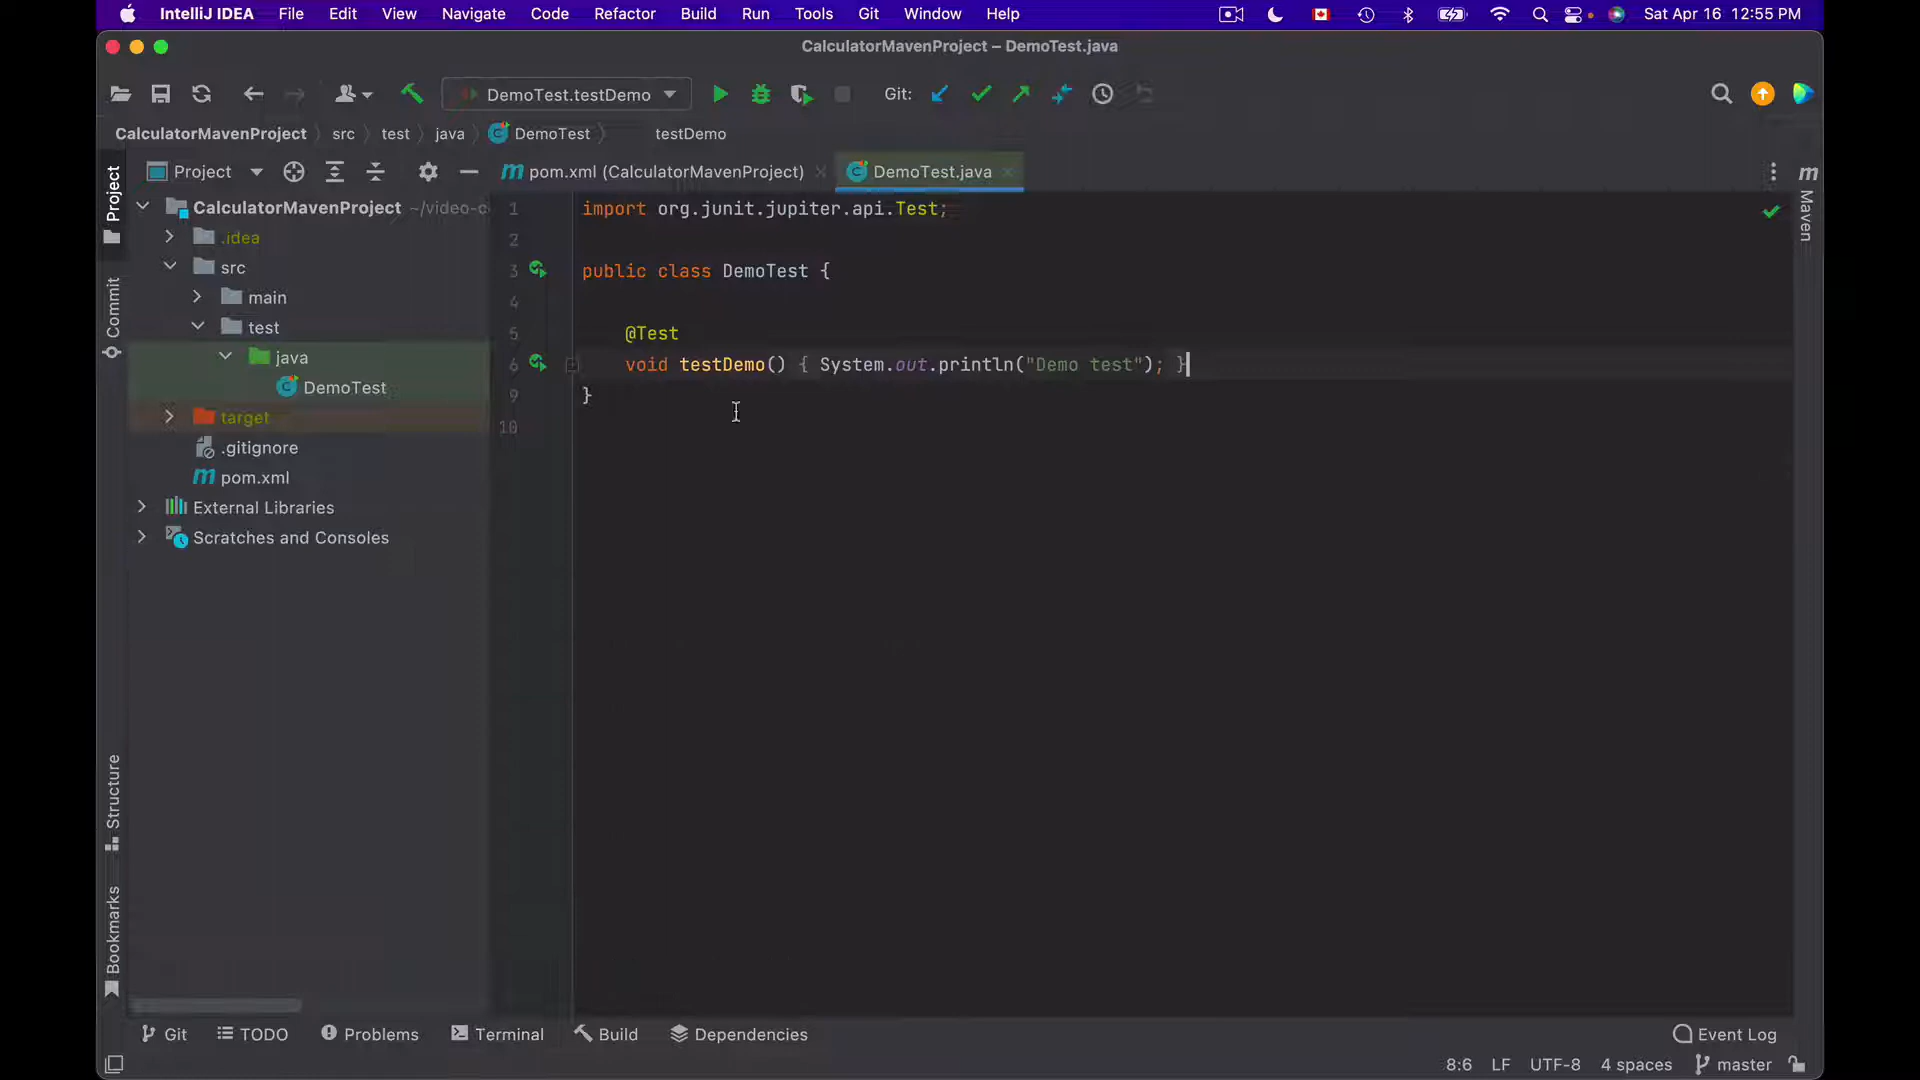 IntelliJ IDEA File Edit View Navigate Code Refactor Build Run Tools Git Window Help Sat Apr 16 12:55 PM
CalculatorMavenProject – DemoTest.java
DemoTest.testDemo Git:
CalculatorMavenProject src test java DemoTest testDemo
Project pom.xml (CalculatorMavenProject) DemoTest.java
Project
Commit
Structure
Bookmarks
Maven
CalculatorMavenProject ~/video-c
.idea
src
main
test
java
DemoTest
target
.gitignore
pom.xml
External Libraries
Scratches and Consoles
1 import org.junit.jupiter.api.Test;
2
3 public class DemoTest {
4
5 @Test
6 void testDemo() { System.out.println("Demo test"); }
9 }
10
Git TODO Problems Terminal Build Dependencies Event Log
8:6 LF UTF-8 4 spaces master